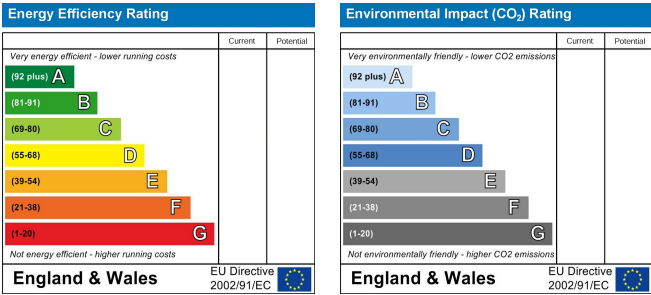 Energy Efficiency Rating
Current Potential
Very energy efficient - lower running costs
(92 plus) A
(81-91) B
(69-80) C
(55-68) D
(39-54) E
(21-38) F
(1-20) G
Not energy efficient - higher running costs
England & Wales
EU Directive
2002/91/EC
Environmental Impact (CO₂) Rating
Current Potential
Very environmentally friendly - lower CO2 emissions
(92 plus) A
(81-91) B
(69-80) C
(55-68) D
(39-54) E
(21-38) F
(1-20) G
Not environmentally friendly - higher CO2 emissions
England & Wales
EU Directive
2002/91/EC